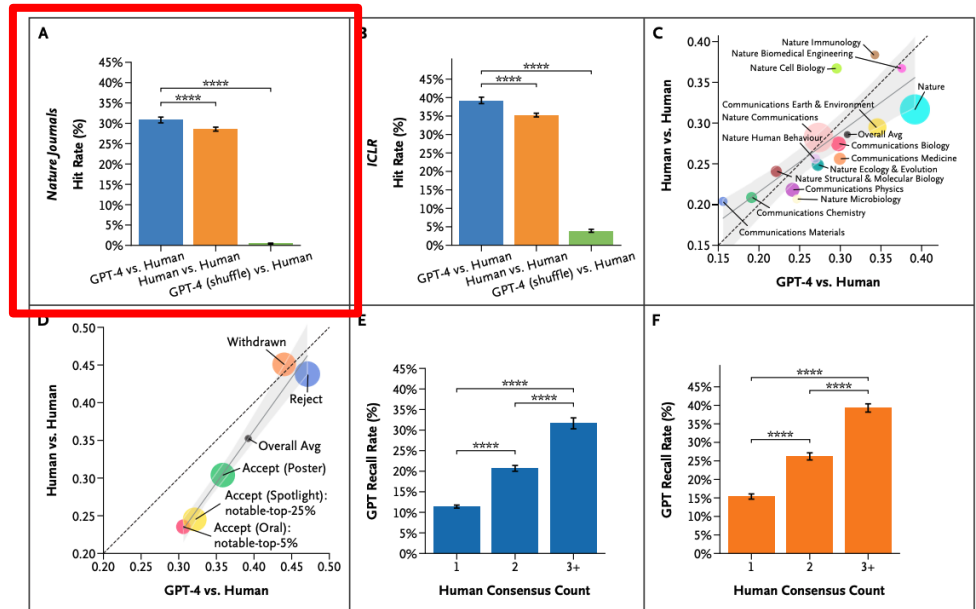 A
Nature Journals
Hit Rate (%)
45%
40%
35%
30%
25%
20%
15%
10%
5%
0%
****
****
GPT-4 vs. Human
Human vs. Human
GPT-4 (shuffle) vs. Human
B
ICLR
Hit Rate (%)
45%
40%
35%
30%
25%
20%
15%
10%
5%
0%
****
****
GPT-4 vs. Human
Human vs. Human
GPT-4 (shuffle) vs. Human
C
Human vs. Human
0.40
0.35
0.30
0.25
0.20
0.15
Nature Immunology
Nature Biomedical Engineering
Nature Cell Biology
Nature
Communications Earth & Environment
Nature Communications
Nature Human Behaviour
Overall Avg
Communications Biology
Communications Medicine
Nature Ecology & Evolution
Nature Structural & Molecular Biology
Communications Physics
Nature Microbiology
Communications Chemistry
Communications Materials
0.15 0.20 0.25 0.30 0.35 0.40
GPT-4 vs. Human
D
Human vs. Human
0.50
0.45
0.40
0.35
0.30
0.25
0.20
Withdrawn
Reject
Overall Avg
Accept (Poster)
Accept (Spotlight):
notable-top-25%
Accept (Oral):
notable-top-5%
0.20 0.25 0.30 0.35 0.40 0.45 0.50
GPT-4 vs. Human
E
GPT Recall Rate (%)
45%
40%
35%
30%
25%
20%
15%
10%
5%
0%
****
****
****
1 2 3+
Human Consensus Count
F
GPT Recall Rate (%)
45%
40%
35%
30%
25%
20%
15%
10%
5%
0%
****
****
****
1 2 3+
Human Consensus Count